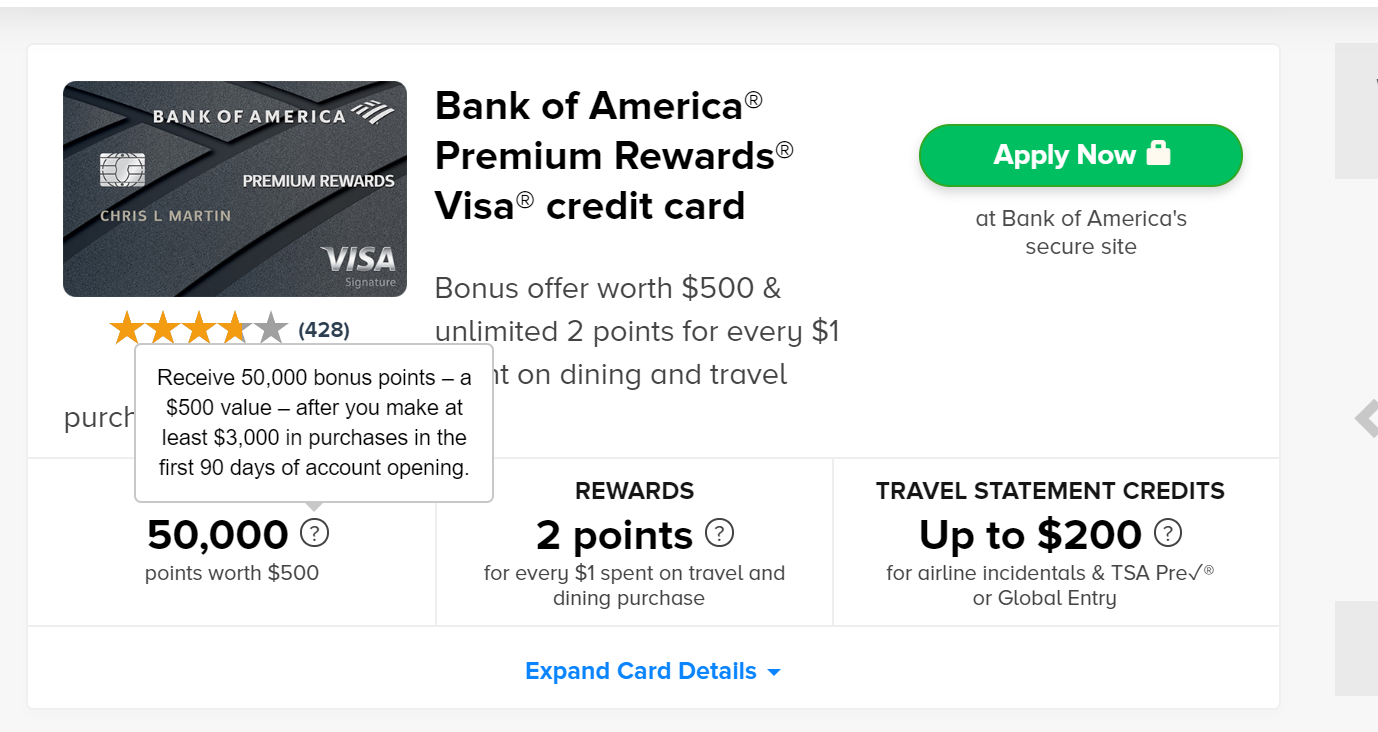 BANK OF AMERICA
PREMIUM REWARDS
CHRIS L MARTIN
VISA
Signature
(428)
Bank of America®
Premium Rewards®
Visa® credit card
Bonus offer worth $500 &
unlimited 2 points for every $1
on dining and travel
Apply Now
at Bank of America's
secure site
Receive 50,000 bonus points – a
$500 value – after you make at
least $3,000 in purchases in the
first 90 days of account opening.
50,000 ?
points worth $500
REWARDS
2 points ?
for every $1 spent on travel and
dining purchase
TRAVEL STATEMENT CREDITS
Up to $200 ?
for airline incidentals & TSA Pre✓®
or Global Entry
Expand Card Details